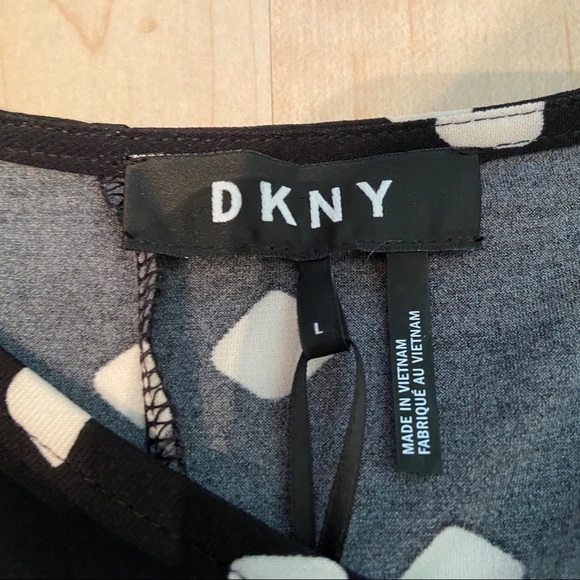 DKNY
L
MADE IN VIETNAM
FABRIQUÉ AU VIETNAM